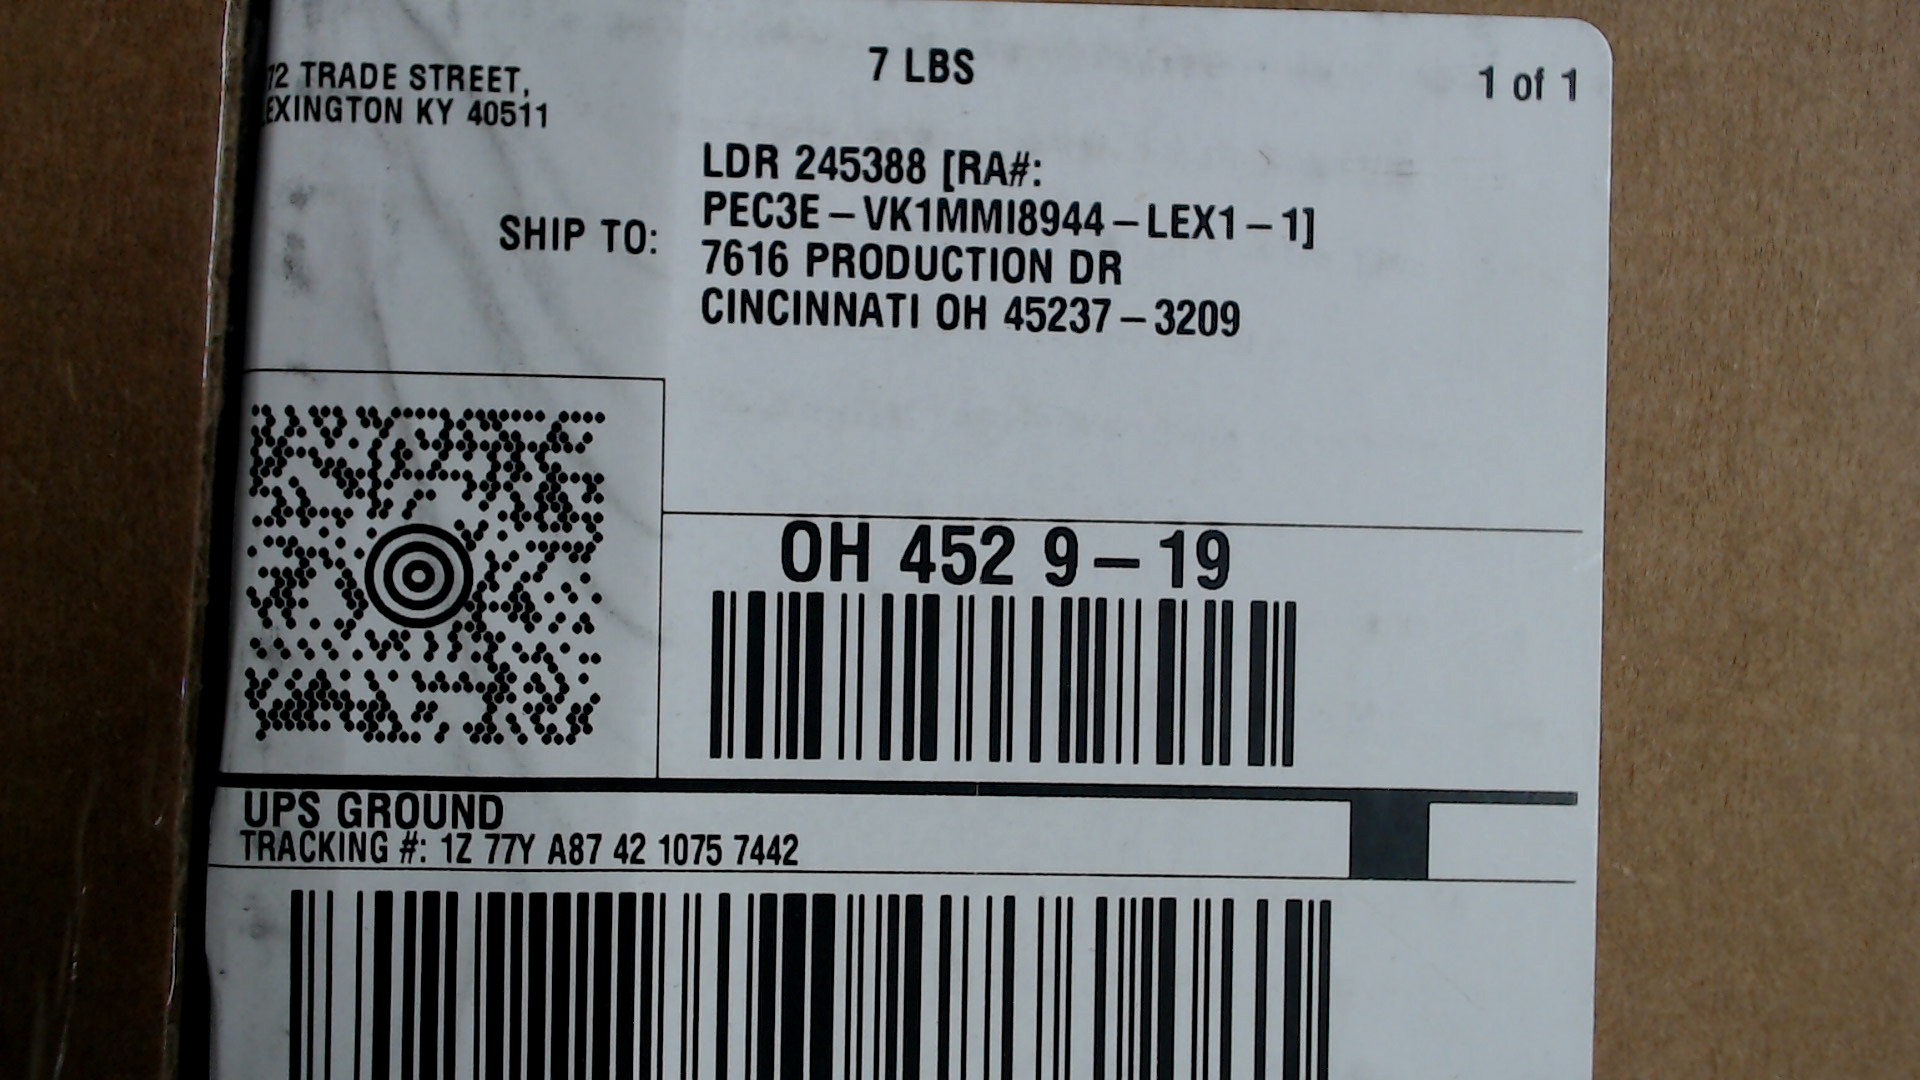 72 TRADE STREET,
EXINGTON KY 40511
7 LBS
1 of 1
SHIP TO:
LDR 245388 [RA#:
PEC3E – VK1MMI8944 – LEX1 – 1]
7616 PRODUCTION DR
CINCINNATI OH 45237 – 3209
OH 452 9 – 19
UPS GROUND
TRACKING #: 1Z 77Y A87 42 1075 7442